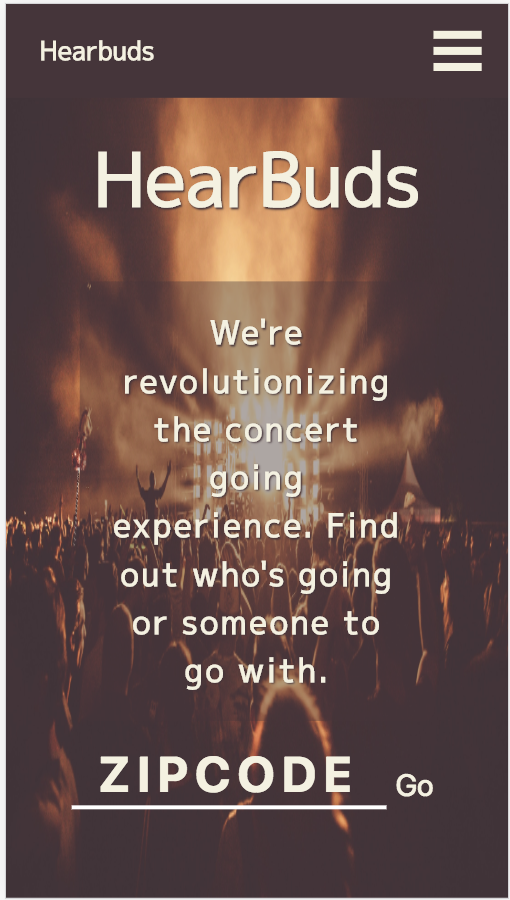 Hearbuds
HearBuds
We're
revolutionizing
the concert
going
experience. Find
out who's going
or someone to
go with.
ZIPCODE
Go